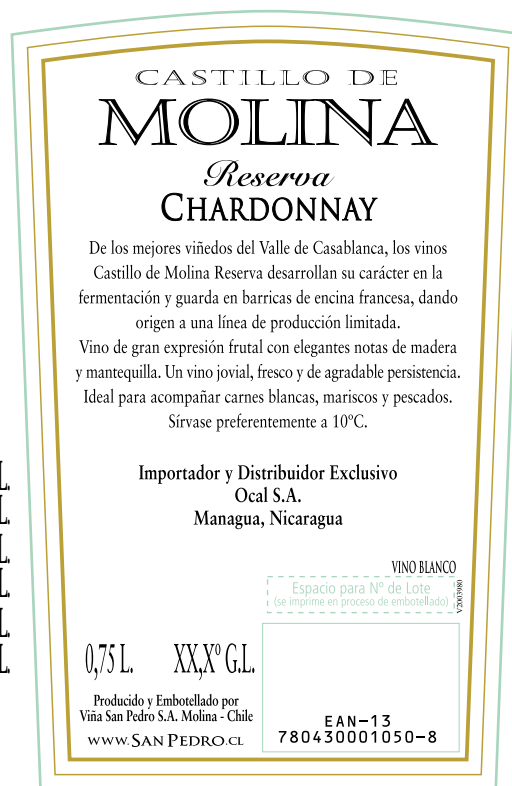 CASTILLO DE
MOLINA
Reserva
CHARDONNAY
De los mejores viñedos del Valle de Casablanca, los vinos
Castillo de Molina Reserva desarrollan su carácter en la
fermentación y guarda en barricas de encina francesa, dando
origen a una línea de producción limitada.
Vino de gran expresión frutal con elegantes notas de madera
y mantequilla. Un vino jovial, fresco y de agradable persistencia.
Ideal para acompañar carnes blancas, mariscos y pescados.
Sírvase preferentemente a 10ºC.
Importador y Distribuidor Exclusivo
Ocal S.A.
Managua, Nicaragua
VINO BLANCO
Espacio para Nº de Lote
(se imprime en proceso de embotellado)
V2003980
L.
L.
L.
L.
L.
L.
0,75 L. XX,Xº G.L.
Producido y Embotellado por
Viña San Pedro S.A. Molina - Chile
WWW.SAN PEDRO.CL
EAN-13
780430001050-8